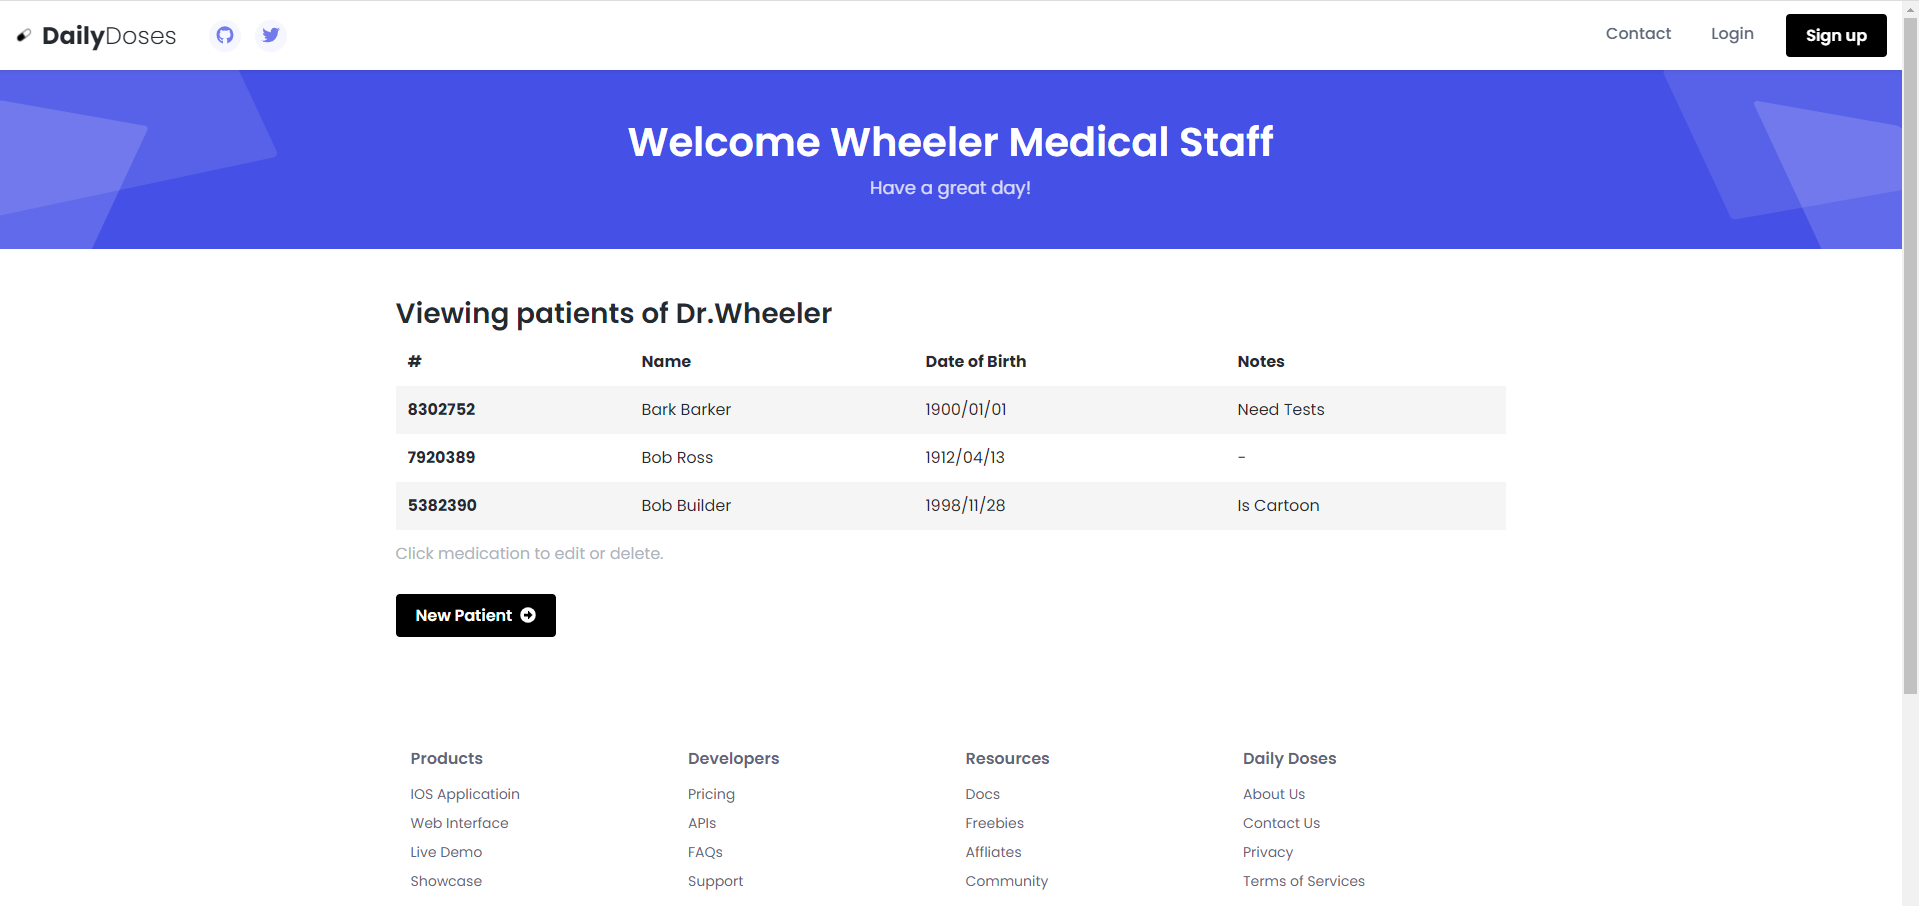 DailyDoses
Contact Login Sign up
Welcome Wheeler Medical Staff
Have a great day!
Viewing patients of Dr.Wheeler
# Name Date of Birth Notes
8302752 Bark Barker 1900/01/01 Need Tests
7920389 Bob Ross 1912/04/13 -
5382390 Bob Builder 1998/11/28 Is Cartoon
Click medication to edit or delete.
New Patient
Products Developers Resources Daily Doses
IOS Applicatioin Pricing Docs About Us
Web Interface APIs Freebies Contact Us
Live Demo FAQs Affliates Privacy
Showcase Support Community Terms of Services